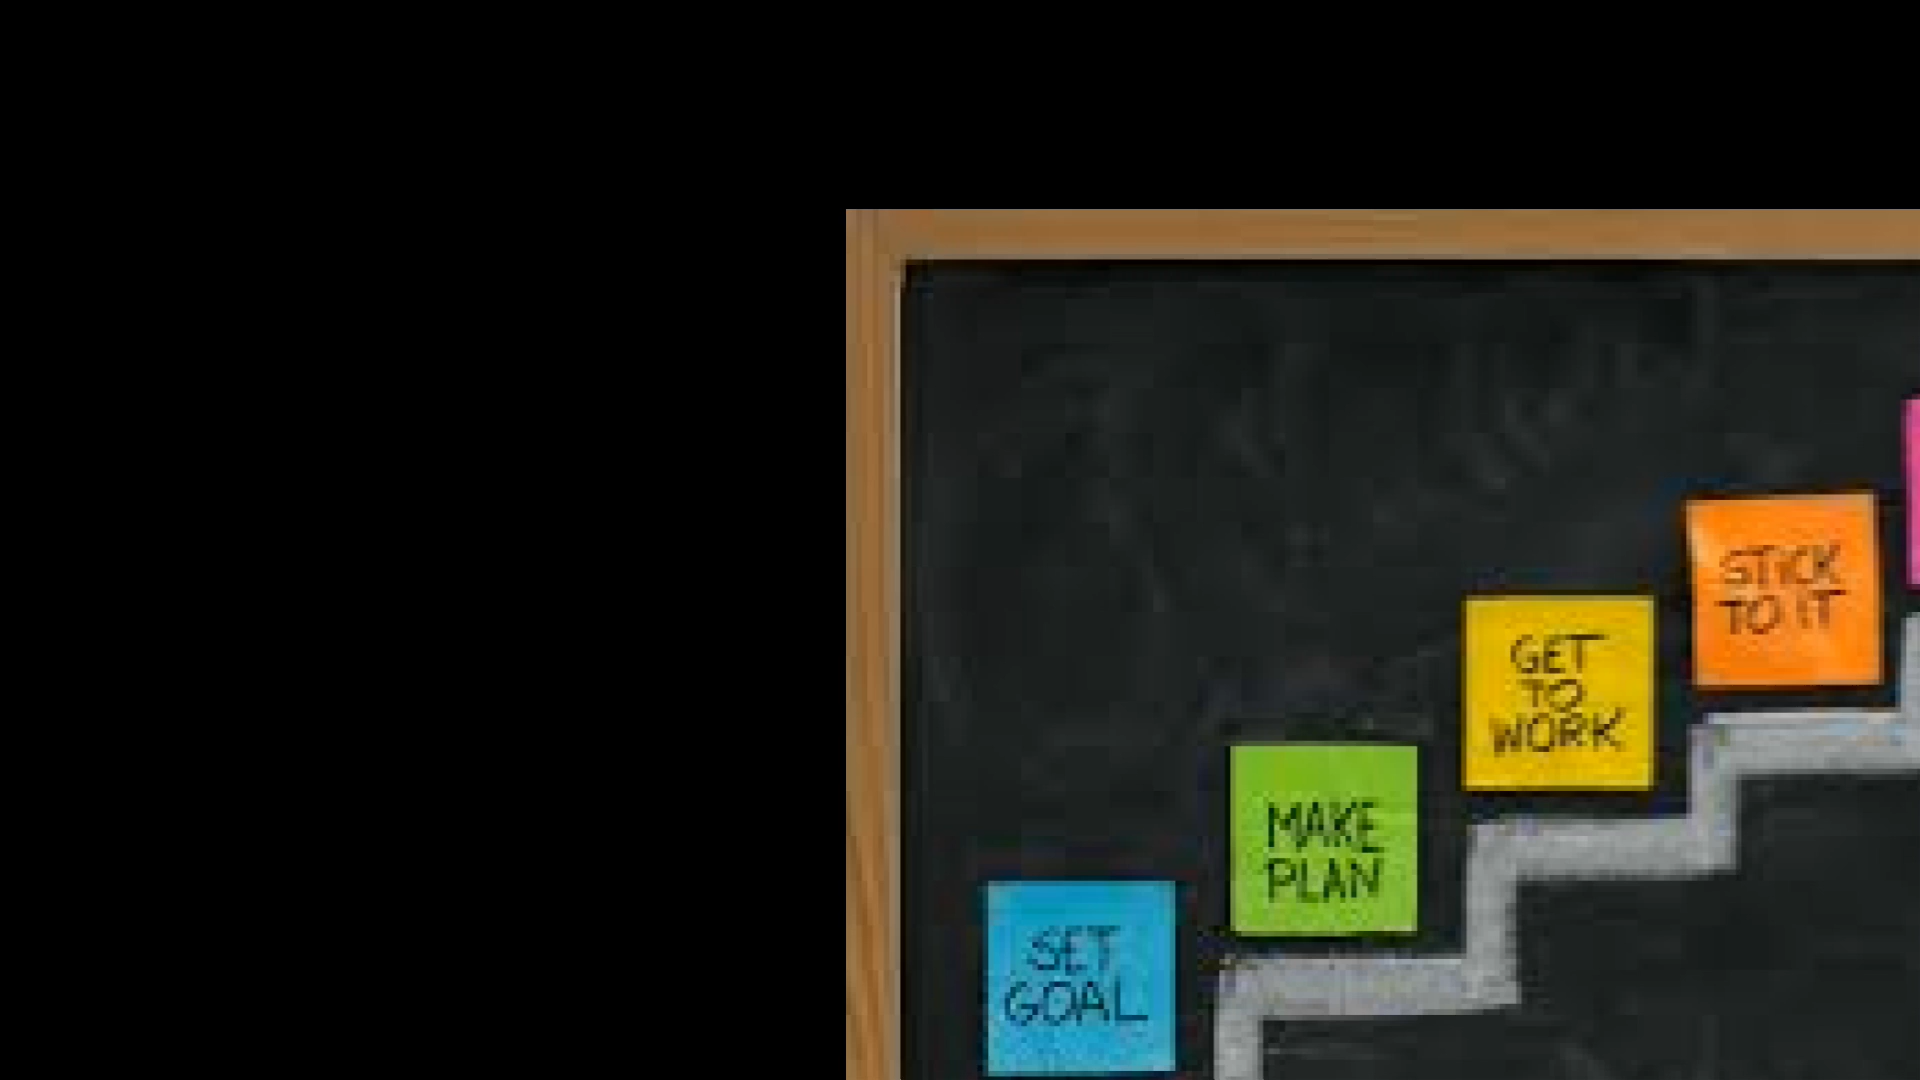 SET
GOAL
MAKE
PLAN
GET
TO
WORK
STICK
TO IT